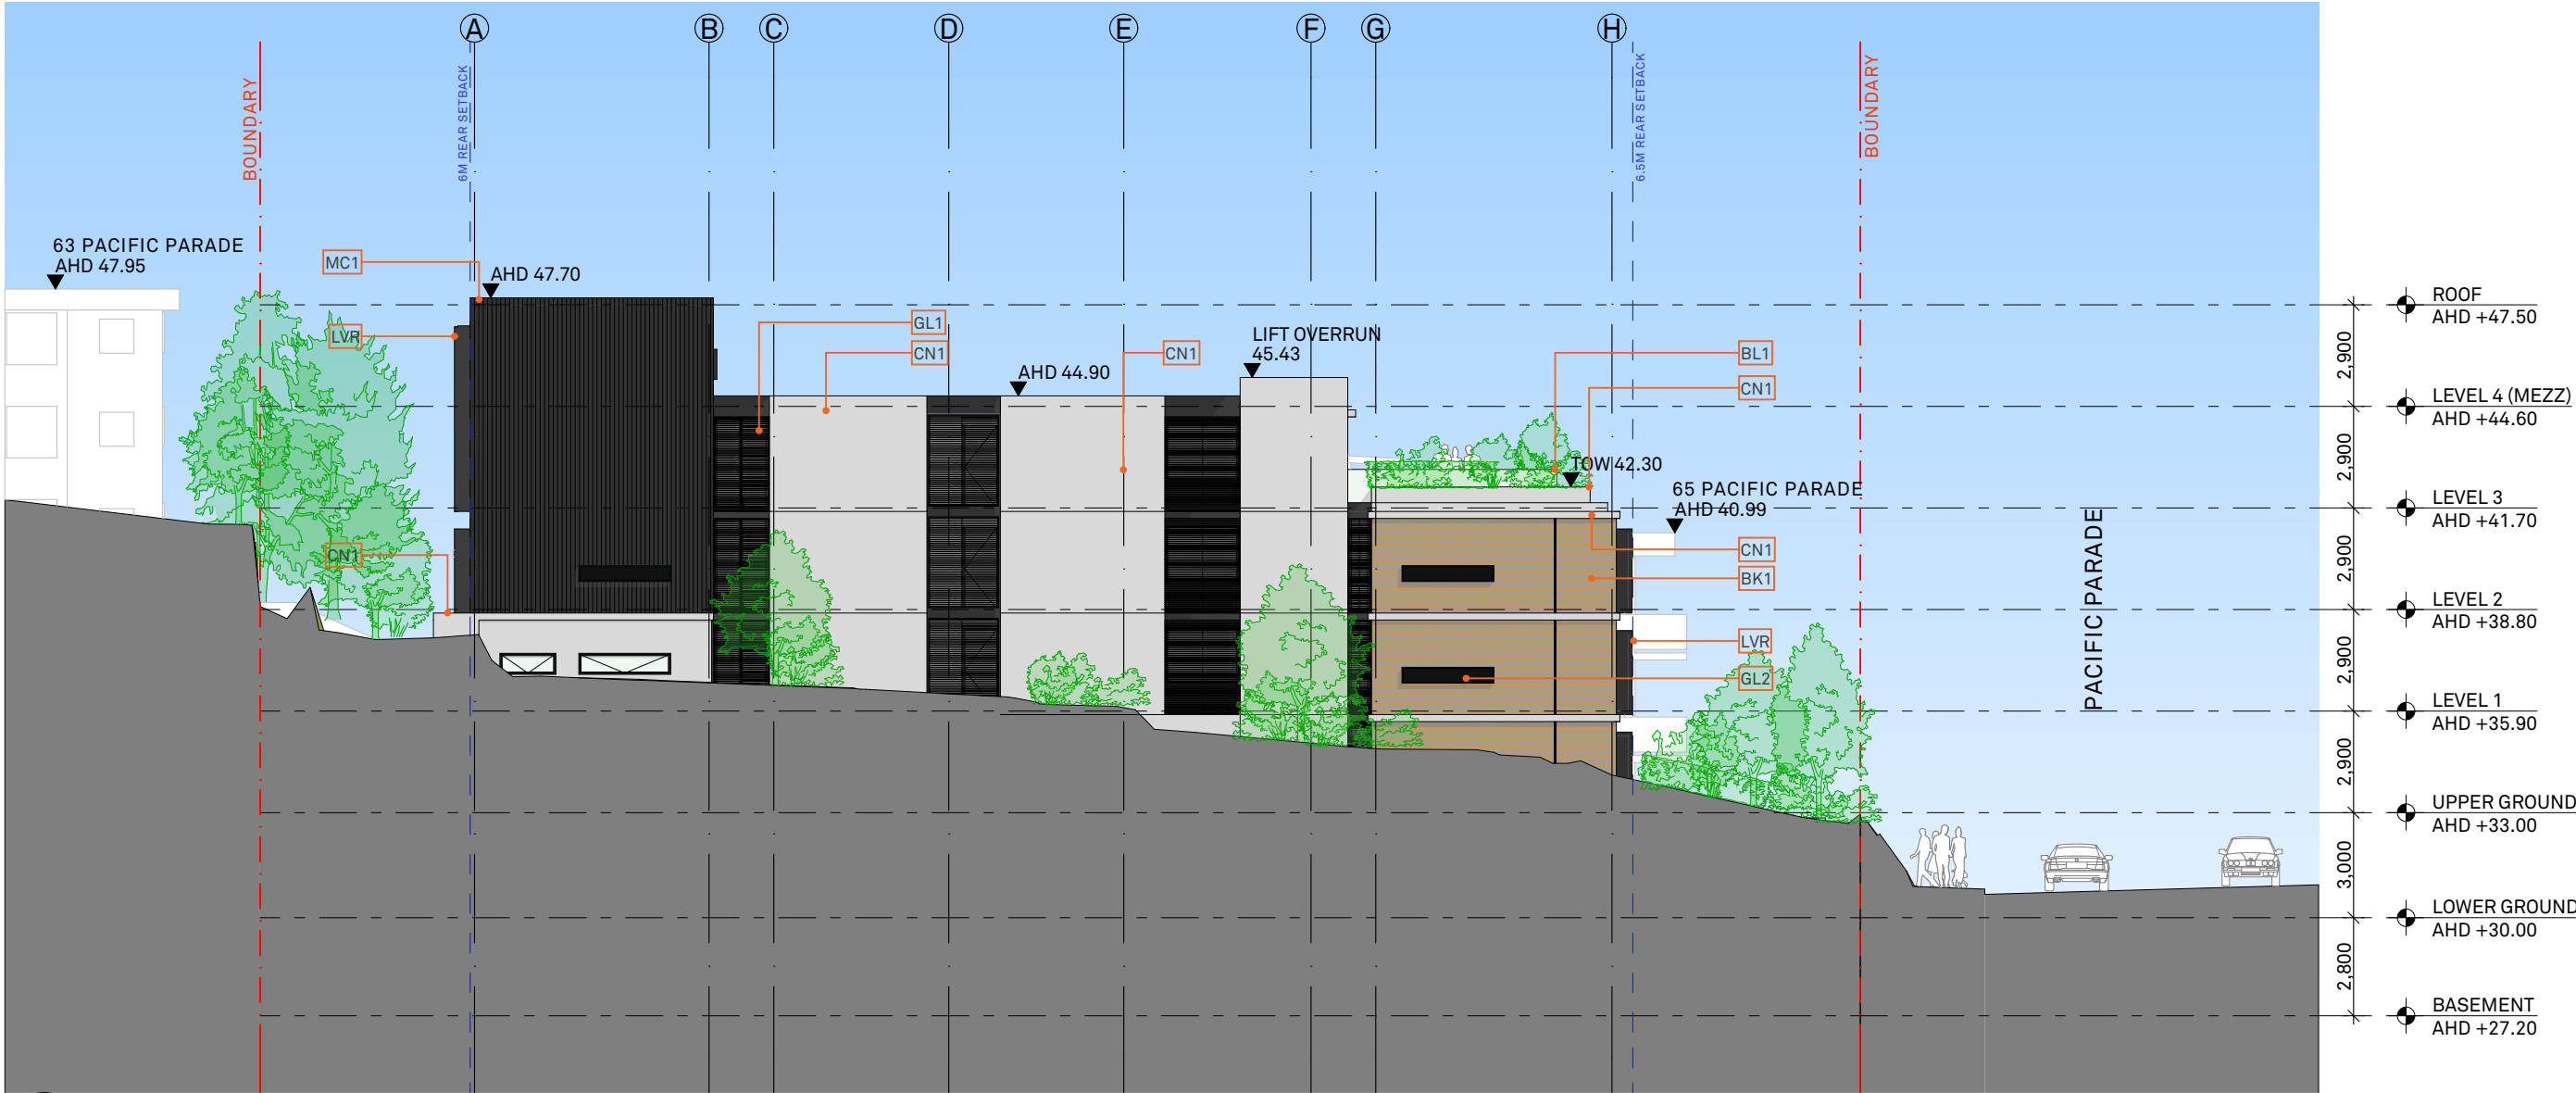 A
B
C
D
E
F
G
H
BOUNDARY
6M REAR SETBACK
6.5M REAR SETBACK
BOUNDARY
63 PACIFIC PARADE
AHD 47.95
MC1
AHD 47.70
LVR
GL1
CN1
CN1
AHD 44.90
LIFT OVERRUN
45.43
BL1
CN1
TOW 42.30
65 PACIFIC PARADE
AHD 40.99
CN1
CN1
BK1
LVR
GL2
PACIFIC PARADE
ROOF
AHD +47.50
2,900
LEVEL 4 (MEZZ)
AHD +44.60
2,900
LEVEL 3
AHD +41.70
2,900
LEVEL 2
AHD +38.80
2,900
LEVEL 1
AHD +35.90
2,900
UPPER GROUND
AHD +33.00
3,000
LOWER GROUND
AHD +30.00
2,800
BASEMENT
AHD +27.20